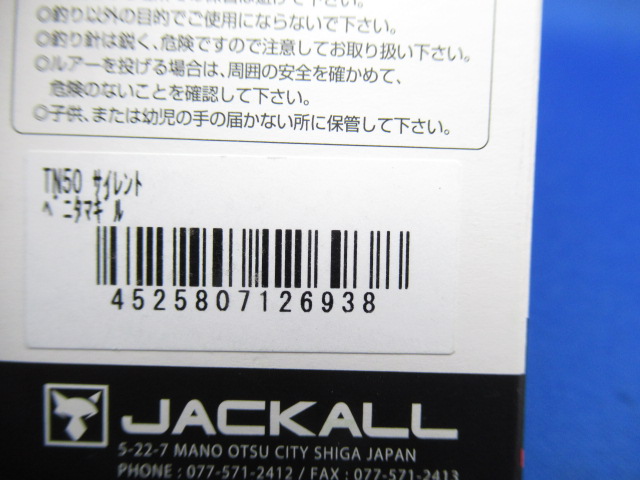 ◎釣り以外の目的でご使用にならないで下さい。
◎釣り針は鋭く、危険ですので注意してお取り扱い下さい。
◎ルアーを投げる場合は、周囲の安全を確かめて、
危険のないことを確認して下さい。
◎子供、または幼児の手の届かない所に保管して下さい。
TN50 サイレント
ベニタマキル
4525807126938
JACKALL
5-22-7 MANO OTSU CITY SHIGA JAPAN
PHONE : 077-571-2412 / FAX : 077-571-2413